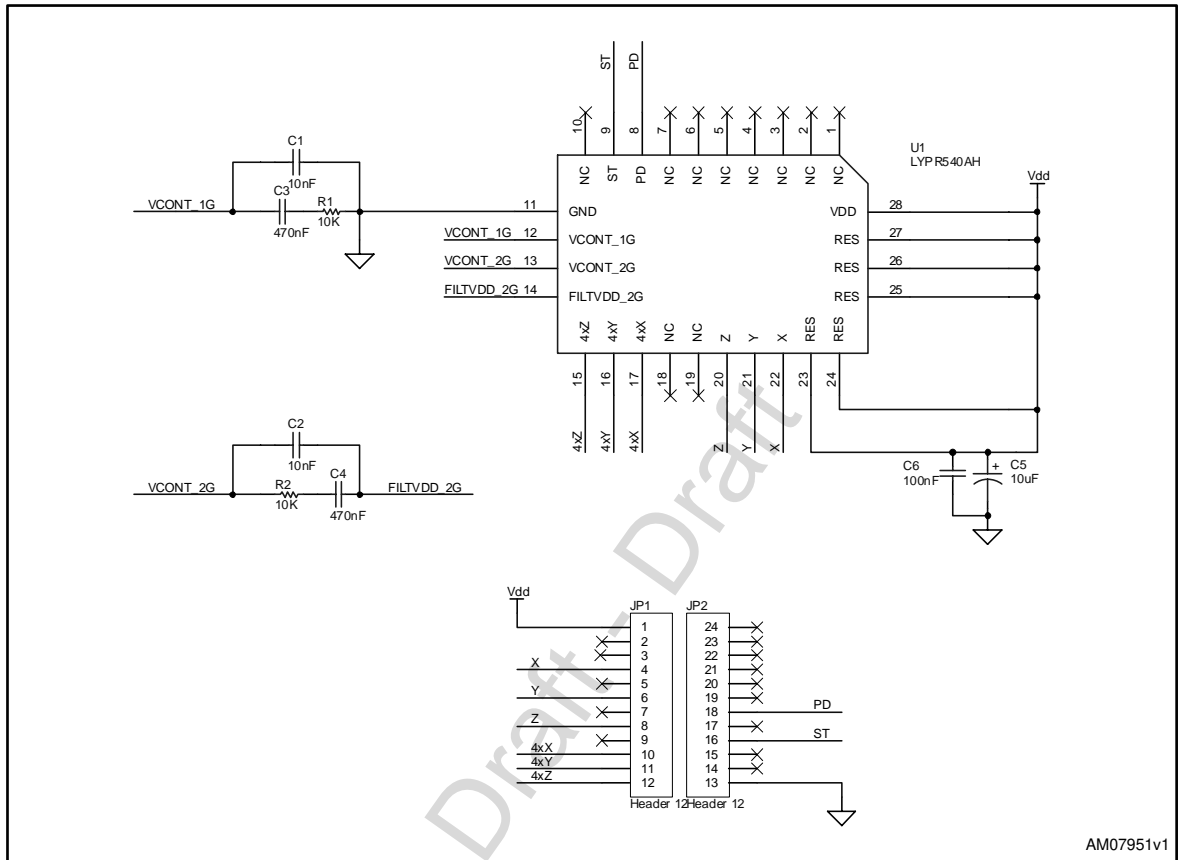 ST
PD
10
9
8
7
6
5
4
3
2
1
NC
ST
PD
NC
NC
NC
NC
NC
NC
NC
U1
LYPR540AH
Vdd
C1
10nF
C3
470nF
R1
10K
VCONT_1G
11
GND
VCONT_1G 12
VCONT_1G
VCONT_2G 13
VCONT_2G
FILTVDD_2G 14
FILTVDD_2G
VDD
28
RES
27
RES
26
RES
25
4xZ
4xY
4xX
NC
NC
Z
Y
X
RES
RES
15
16
17
18
19
20
21
22
23
24
4xZ
4xY
4xX
Z
Y
X
C2
10nF
C4
470nF
R2
10K
VCONT_2G
FILTVDD_2G
C6
100nF
+
C5
10uF
Vdd
JP1
JP2
1
2
3
X
4
5
Y
6
7
Z
8
9
4xX
10
4xY
11
4xZ
12
24
23
22
21
20
19
18
PD
17
16
ST
15
14
13
Header 12
Header 12
Draft - Draft
AM07951v1